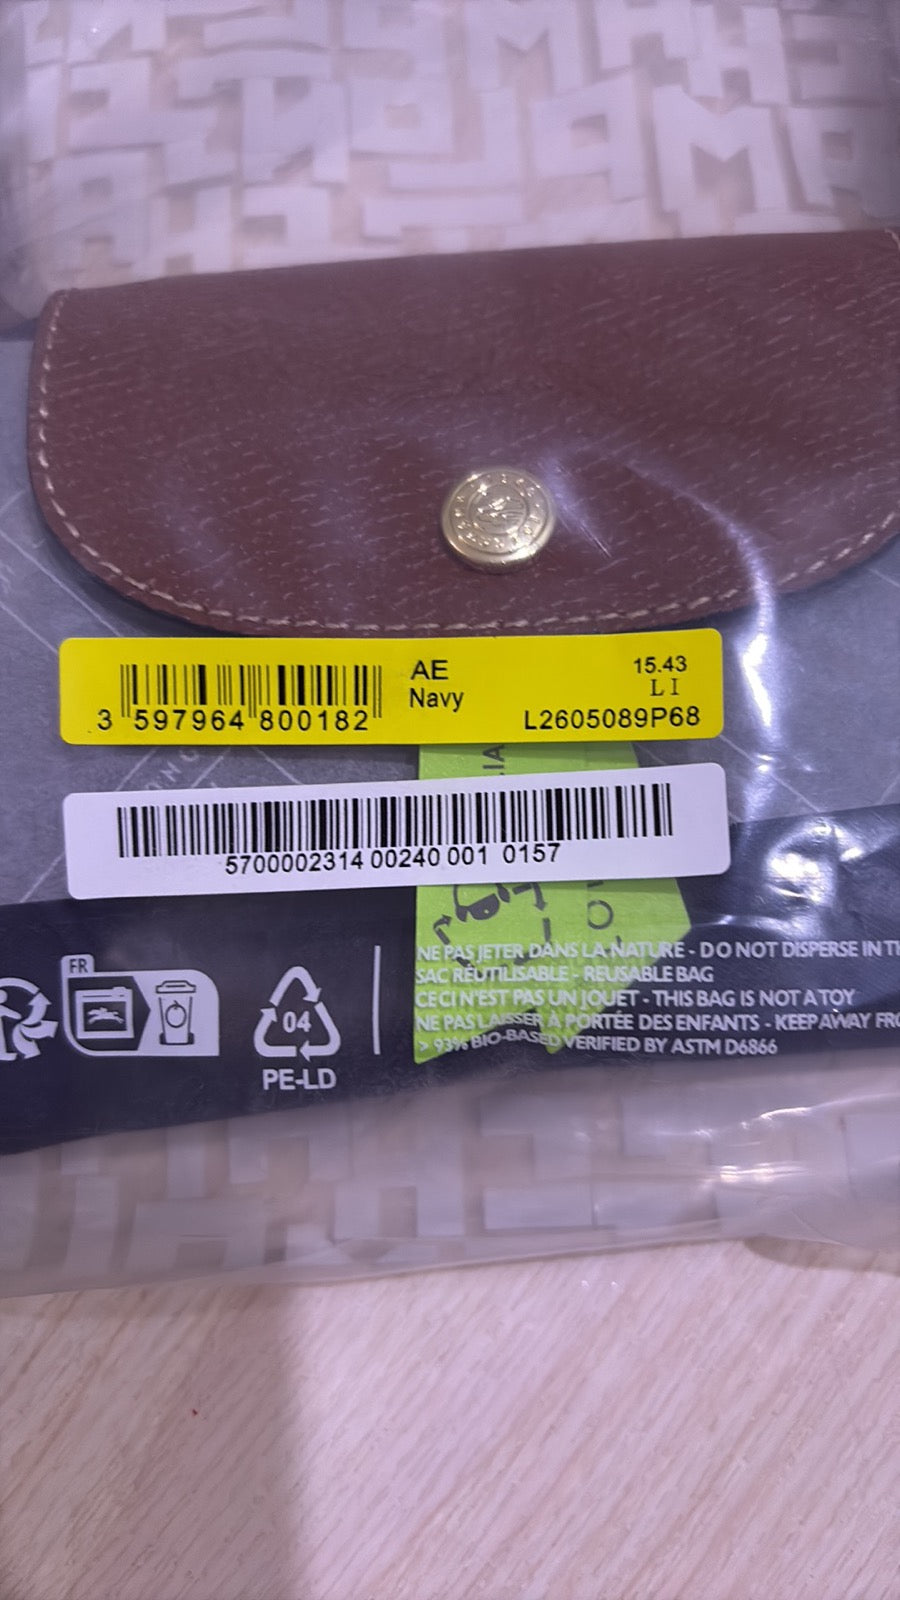 AE
Navy
15.43
LI
3 597964 800182
L2605089P68
5700002314 00240 001 0157
FR
04
PE-LD
NE PAS JETER DANS LA NATURE - DO NOT DISPERSE IN
SAC RÉUTILISABLE - REUSABLE BAG
CECI N'EST PAS UN JOUET - THIS BAG IS NOT A TOY
NE PAS LAISSER À PORTÉE DES ENFANTS - KEEP AWAY
> 93% BIO-BASED VERIFIED BY ASTM D6866